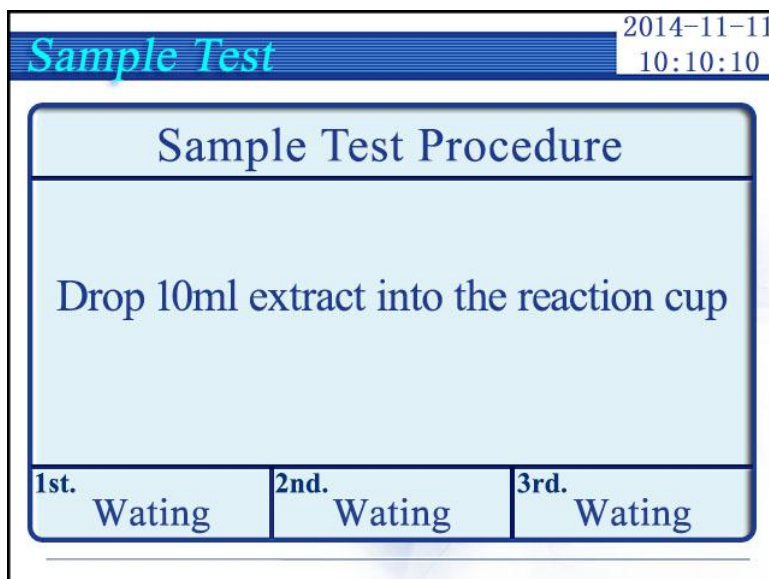 Sample Test
2014-11-11
10:10:10
Sample Test Procedure
Drop 10ml extract into the reaction cup
1st.
Wating
2nd.
Wating
3rd.
Wating